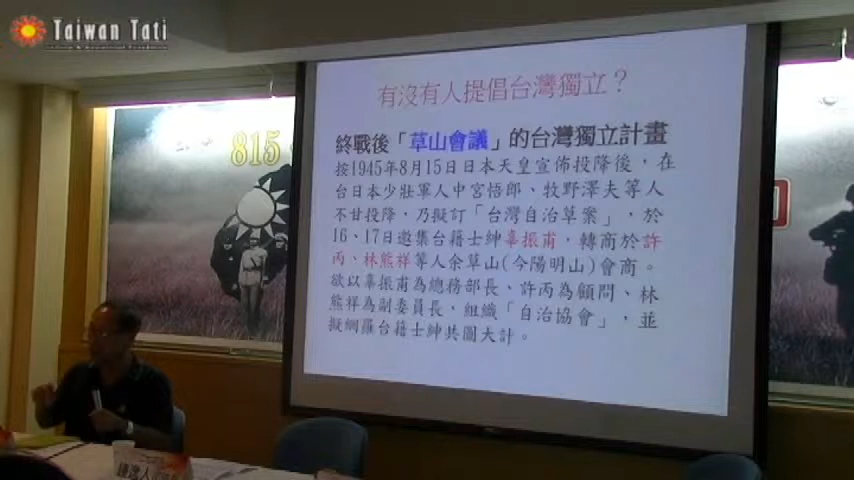 Taiwan Tati
815
有沒有人提倡台灣獨立？
終戰後「草山會議」的台灣獨立計畫
按1945年8月15日日本天皇宣佈投降後，在
台日本少壯軍人中宮悟郎、牧野澤夫等人
不甘投降，乃擬訂「台灣自治草案」，於
16、17日邀集台籍士紳辜振甫，轉商於許
丙、林熊祥等人余草山(今陽明山)會商。
欲以辜振甫為總務部長、許丙為顧問、林
熊祥為副委員長，組織「自治協會」，並
擬網羅台籍士紳共圖大計。